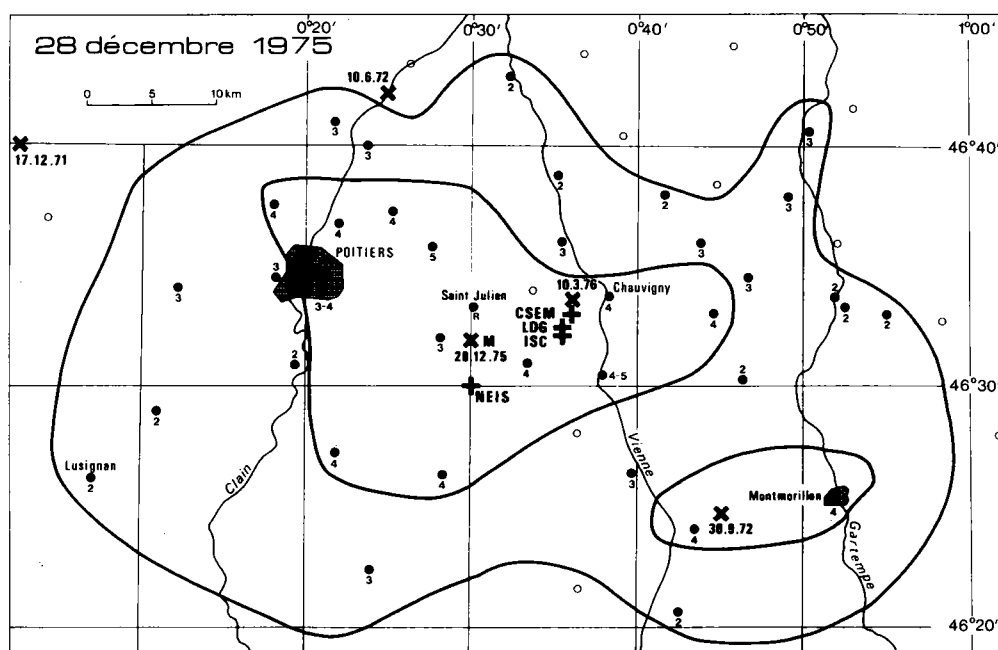 28 décembre 1975
0°20' 0°30' 0°40' 0°50' 1°00'
0 5 10 km
10.6.72
2
3
3
17.12.71
3
46°40'
2
2
3
4
4
4
5
3
3
POITIERS
3
3
3-4
4
10.3.76
Saint Julien
R
Chauvigny
4
3
2
2
2
4
CSEM
LDG
ISC
M
28.12.75
3
4
2
4-5
2
NEIS
46°30'
2
Lusignan
2
Clain
4
4
Vienne
3
Montmorillon
4
30.9.72
4
Gartempe
3
2
46°20'